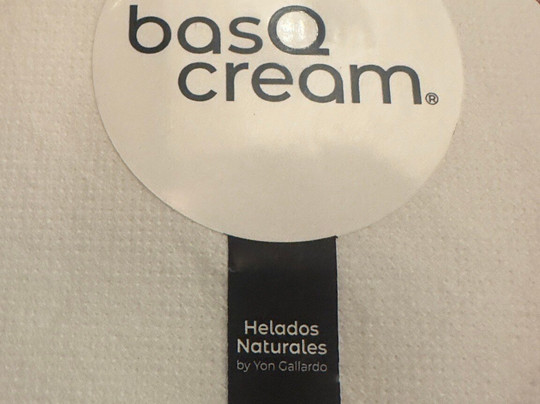 basQ
cream®
Helados
Naturales
by Yon Gallardo